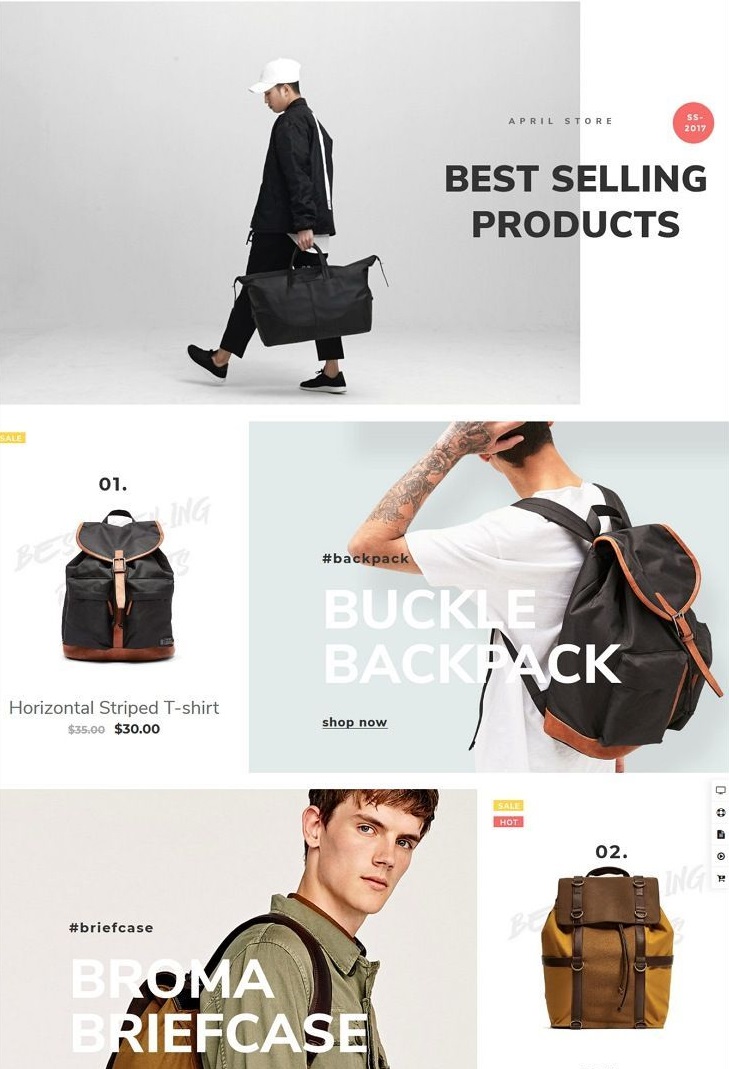 APRIL STORE
SS-
2017
BEST SELLING
PRODUCTS
SALE
01.
BEST SELLING
Horizontal Striped T-shirt
$35.00 $30.00
#backpack
BUCKLE
BACKPACK
shop now
SALE
HOT
02.
#briefcase
BROMA
BRIEFCASE